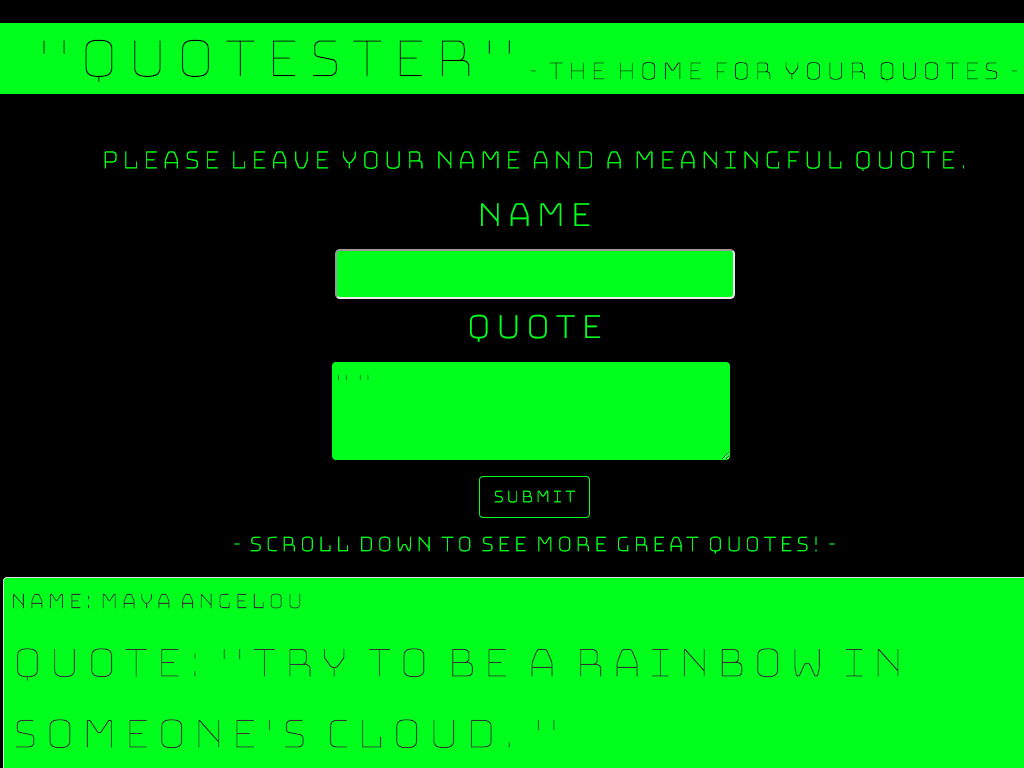 "QUOTESTER" - THE HOME FOR YOUR QUOTES -
PLEASE LEAVE YOUR NAME AND A MEANINGFUL QUOTE.
NAME
QUOTE
" "
SUBMIT
- SCROLL DOWN TO SEE MORE GREAT QUOTES! -
NAME: MAYA ANGELOU
QUOTE: "TRY TO BE A RAINBOW IN
SOMEONE'S CLOUD. "